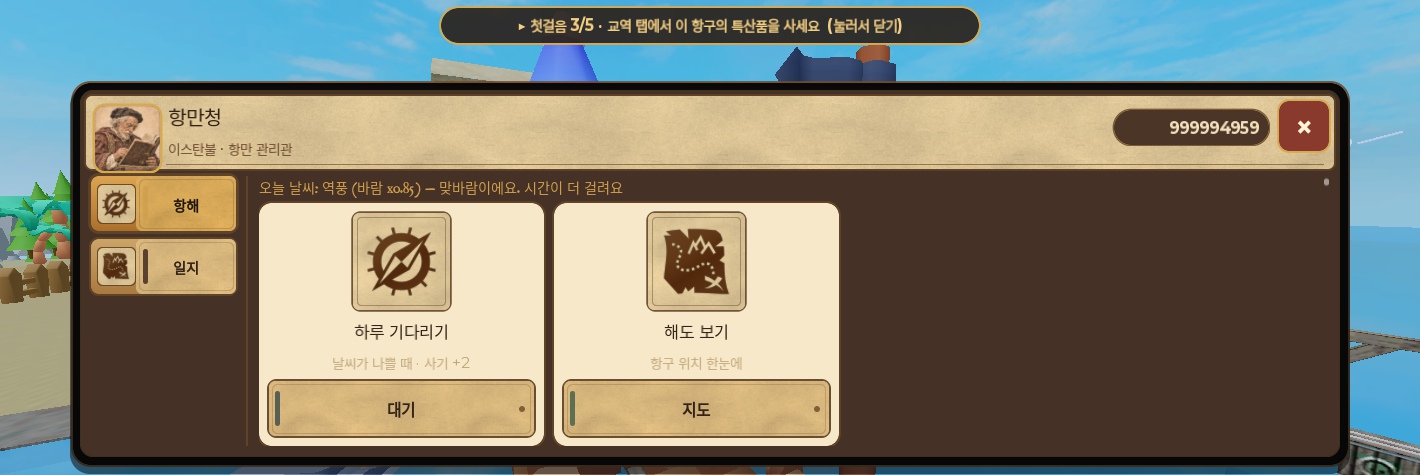 ▸ 첫걸음 3/5 · 교역 탭에서 이 항구의 특산품을 사세요 (눌러서 닫기)
항만청
이스탄불 · 항만 관리관
999994959
×
항해
일지
오늘 날씨: 역풍 (바람 x0.85) — 맞바람이에요. 시간이 더 걸려요
하루 기다리기
날씨가 나쁠 때 · 사기 +2
대기
해도 보기
항구 위치 한눈에
지도